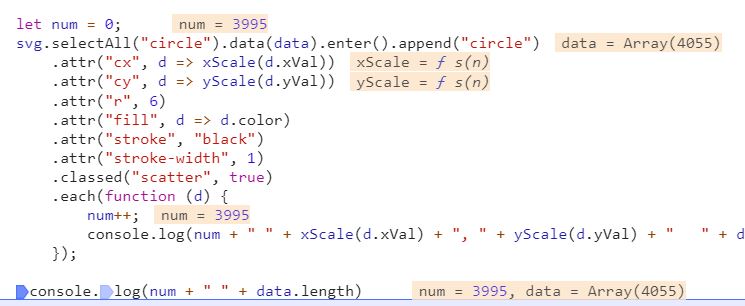 let num = 0;   num = 3995
svg.selectAll("circle").data(data).enter().append("circle")   data = Array(4055)
    .attr("cx", d => xScale(d.xVal))   xScale = ƒ s(n)
    .attr("cy", d => yScale(d.yVal))   yScale = ƒ s(n)
    .attr("r", 6)
    .attr("fill", d => d.color)
    .attr("stroke", "black")
    .attr("stroke-width", 1)
    .classed("scatter", true)
    .each(function (d) {
        num++;   num = 3995
        console.log(num + " " + xScale(d.xVal) + ", " + yScale(d.yVal) + "   " + d
    });
console.log(num + " " + data.length)   num = 3995, data = Array(4055)